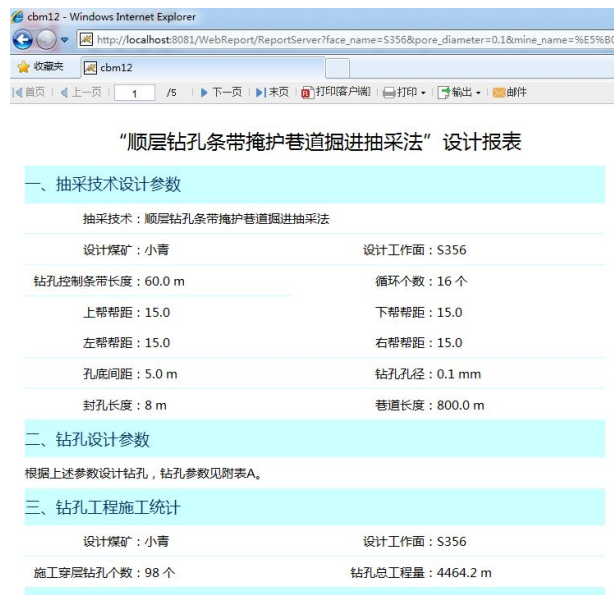 cbm12 - Windows Internet Explorer
http://localhost:8081/WebReport/ReportServer?face_name=S356&pore_diameter=0.1&mine_name=%E5%B0
收藏夹 cbm12
首页 上一页 1 /5 下一页 末页 打印[客户端] 打印 输出 邮件
“顺层钻孔条带掩护巷道掘进抽采法”设计报表
一、抽采技术设计参数
抽采技术：顺层钻孔条带掩护巷道掘进抽采法
设计煤矿：小青 设计工作面：S356
钻孔控制条带长度：60.0 m 循环个数：16 个
上帮帮距：15.0 下帮帮距：15.0
左帮帮距：15.0 右帮帮距：15.0
孔底间距：5.0 m 钻孔孔径：0.1 mm
封孔长度：8 m 巷道长度：800.0 m
二、钻孔设计参数
根据上述参数设计钻孔，钻孔参数见附表A。
三、钻孔工程施工统计
设计煤矿：小青 设计工作面：S356
施工穿层钻孔个数：98 个 钻孔总工程量：4464.2 m